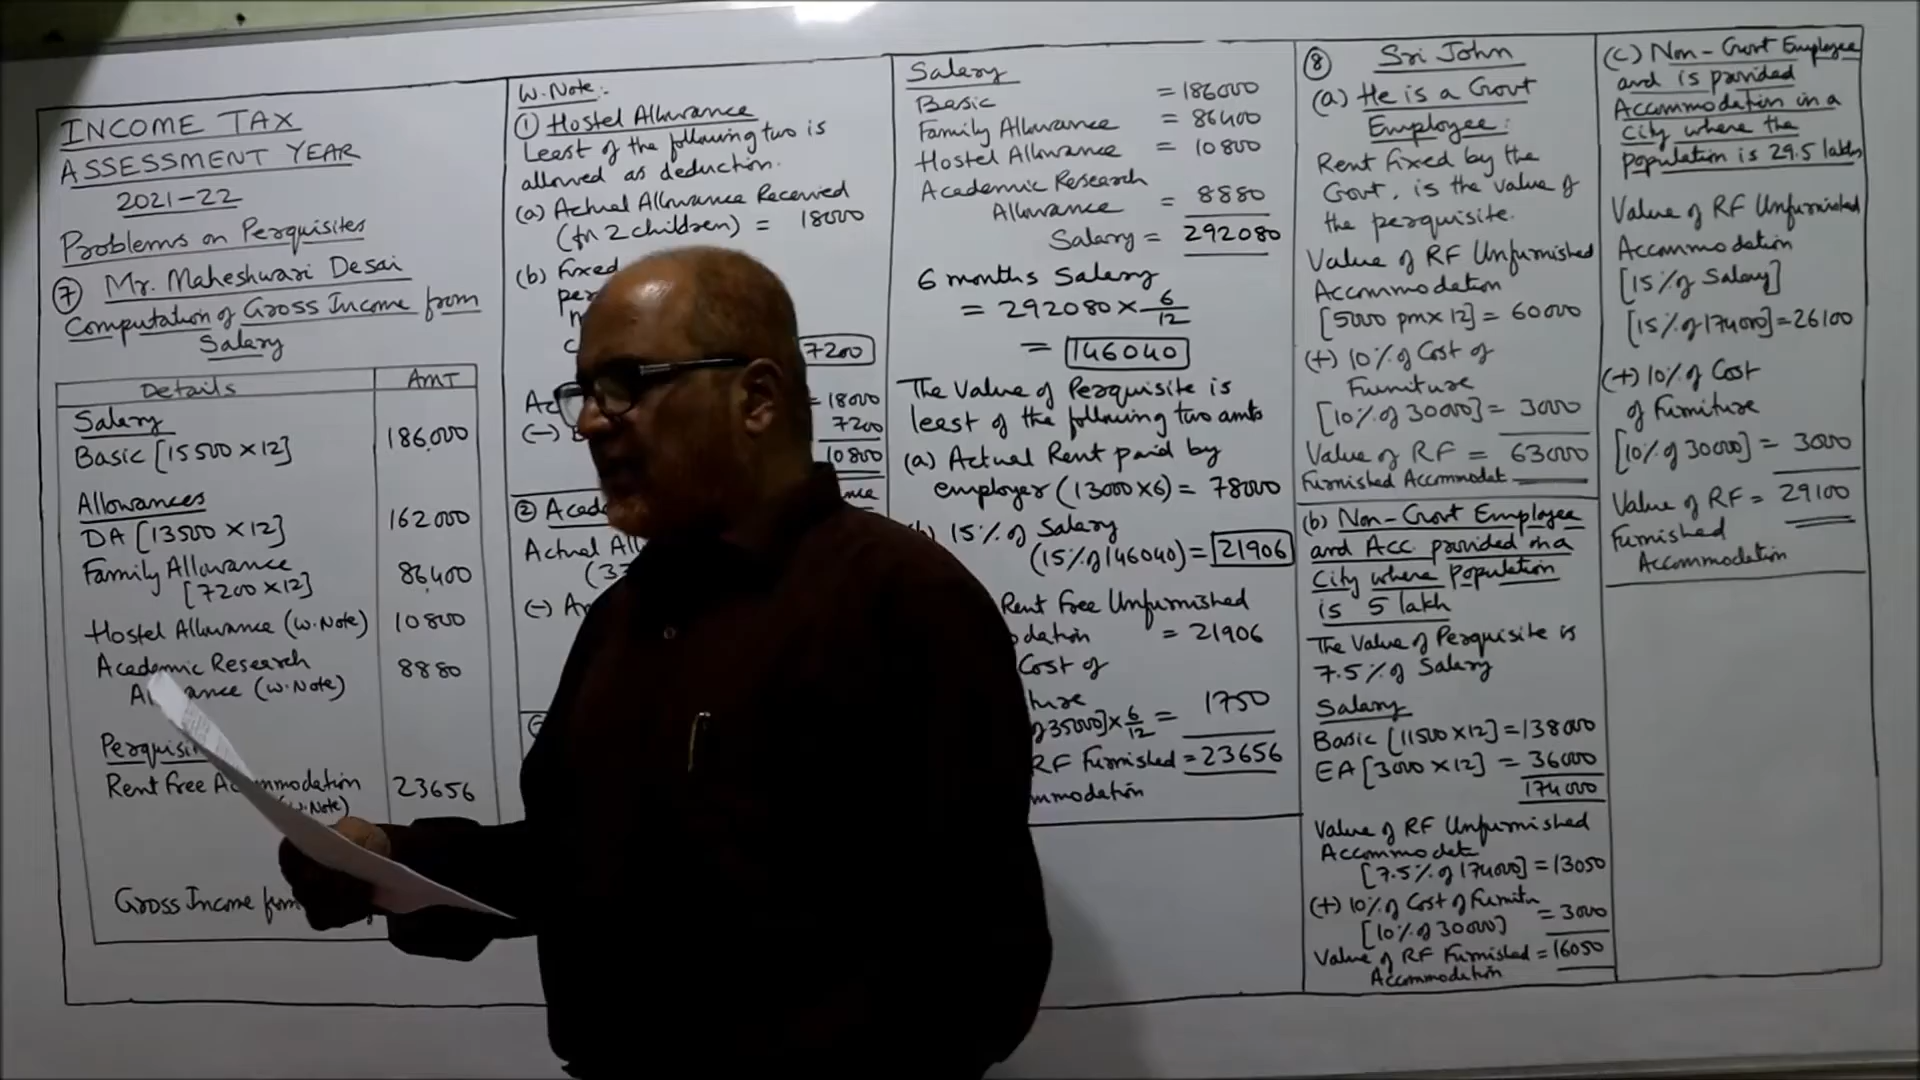 INCOME TAX
ASSESSMENT YEAR
2021-22
Problems on Perquisites
⑦ Mr. Maheshwari Desai
Computation of Gross Income from
Salary
Details AMT
Salary
Basic [15500 × 12] 186,000
Allowances
DA [13500 × 12] 162000
Family Allowance
[7200 × 12] 86,400
Hostel Allowance (W.Note) 10800
Academic Research
(W.Note) 8880
Rent Free 23656
Gross Income
W.Note:-
① Hostel Allowance
Least of the following two is
allowed as deduction.
(a) Actual Allowance Received
(for 2 children) = 18000
(b) Fixed
7200
= 18000
(-) 7200
10800
②
Actual
(-)
Salary
Basic = 186000
Family Allowance = 86400
Hostel Allowance = 10800
Academic Research
Allowance = 8880
Salary = 292080
6 months Salary
= 292080 × 6/12
= 146040
The Value of Perquisite is
least of the following two amts
(a) Actual Rent paid by
employer (13000×6) = 78000
15% of Salary
(15% of 146040) = 21906
Rent Free Unfurnished
= 21906
Cost of
35000] × 6/12 = 1750
RF Furnished = 23656
⑧ Sri John
(a) He is a Govt
Employee:
Rent fixed by the
Govt. is the value of
the perquisite.
Value of RF Unfurnished
Accommodation
[5000 pm × 12] = 60000
(+) 10% of Cost of
Furniture
[10% of 30000] = 3000
Value of RF = 63000
Furnished Accommodat
(b) Non-Govt Employee
and Acc. provided in a
City where Population
is 5 lakh
The Value of Perquisite is
7.5% of Salary
Salary
Basic [11500 × 12] = 138000
EA [3000 × 12] = 36000
174000
Value of RF Unfurnished
Accommodat
[7.5% of 174000] = 13050
(+) 10% of Cost of Furnitu
[10% of 30000] = 3000
Value of RF Furnished = 16050
Accommodation
(c) Non-Govt Employee
and is provided
Accommodation in a
City where the
population is 29.5 lakhs
Value of RF Unfurnished
Accommodation
[15% of Salary]
[15% of 174000] = 26100
(+) 10% of Cost
of Furniture
[10% of 30000] = 3000
Value of RF = 29100
Furnished
Accommodation